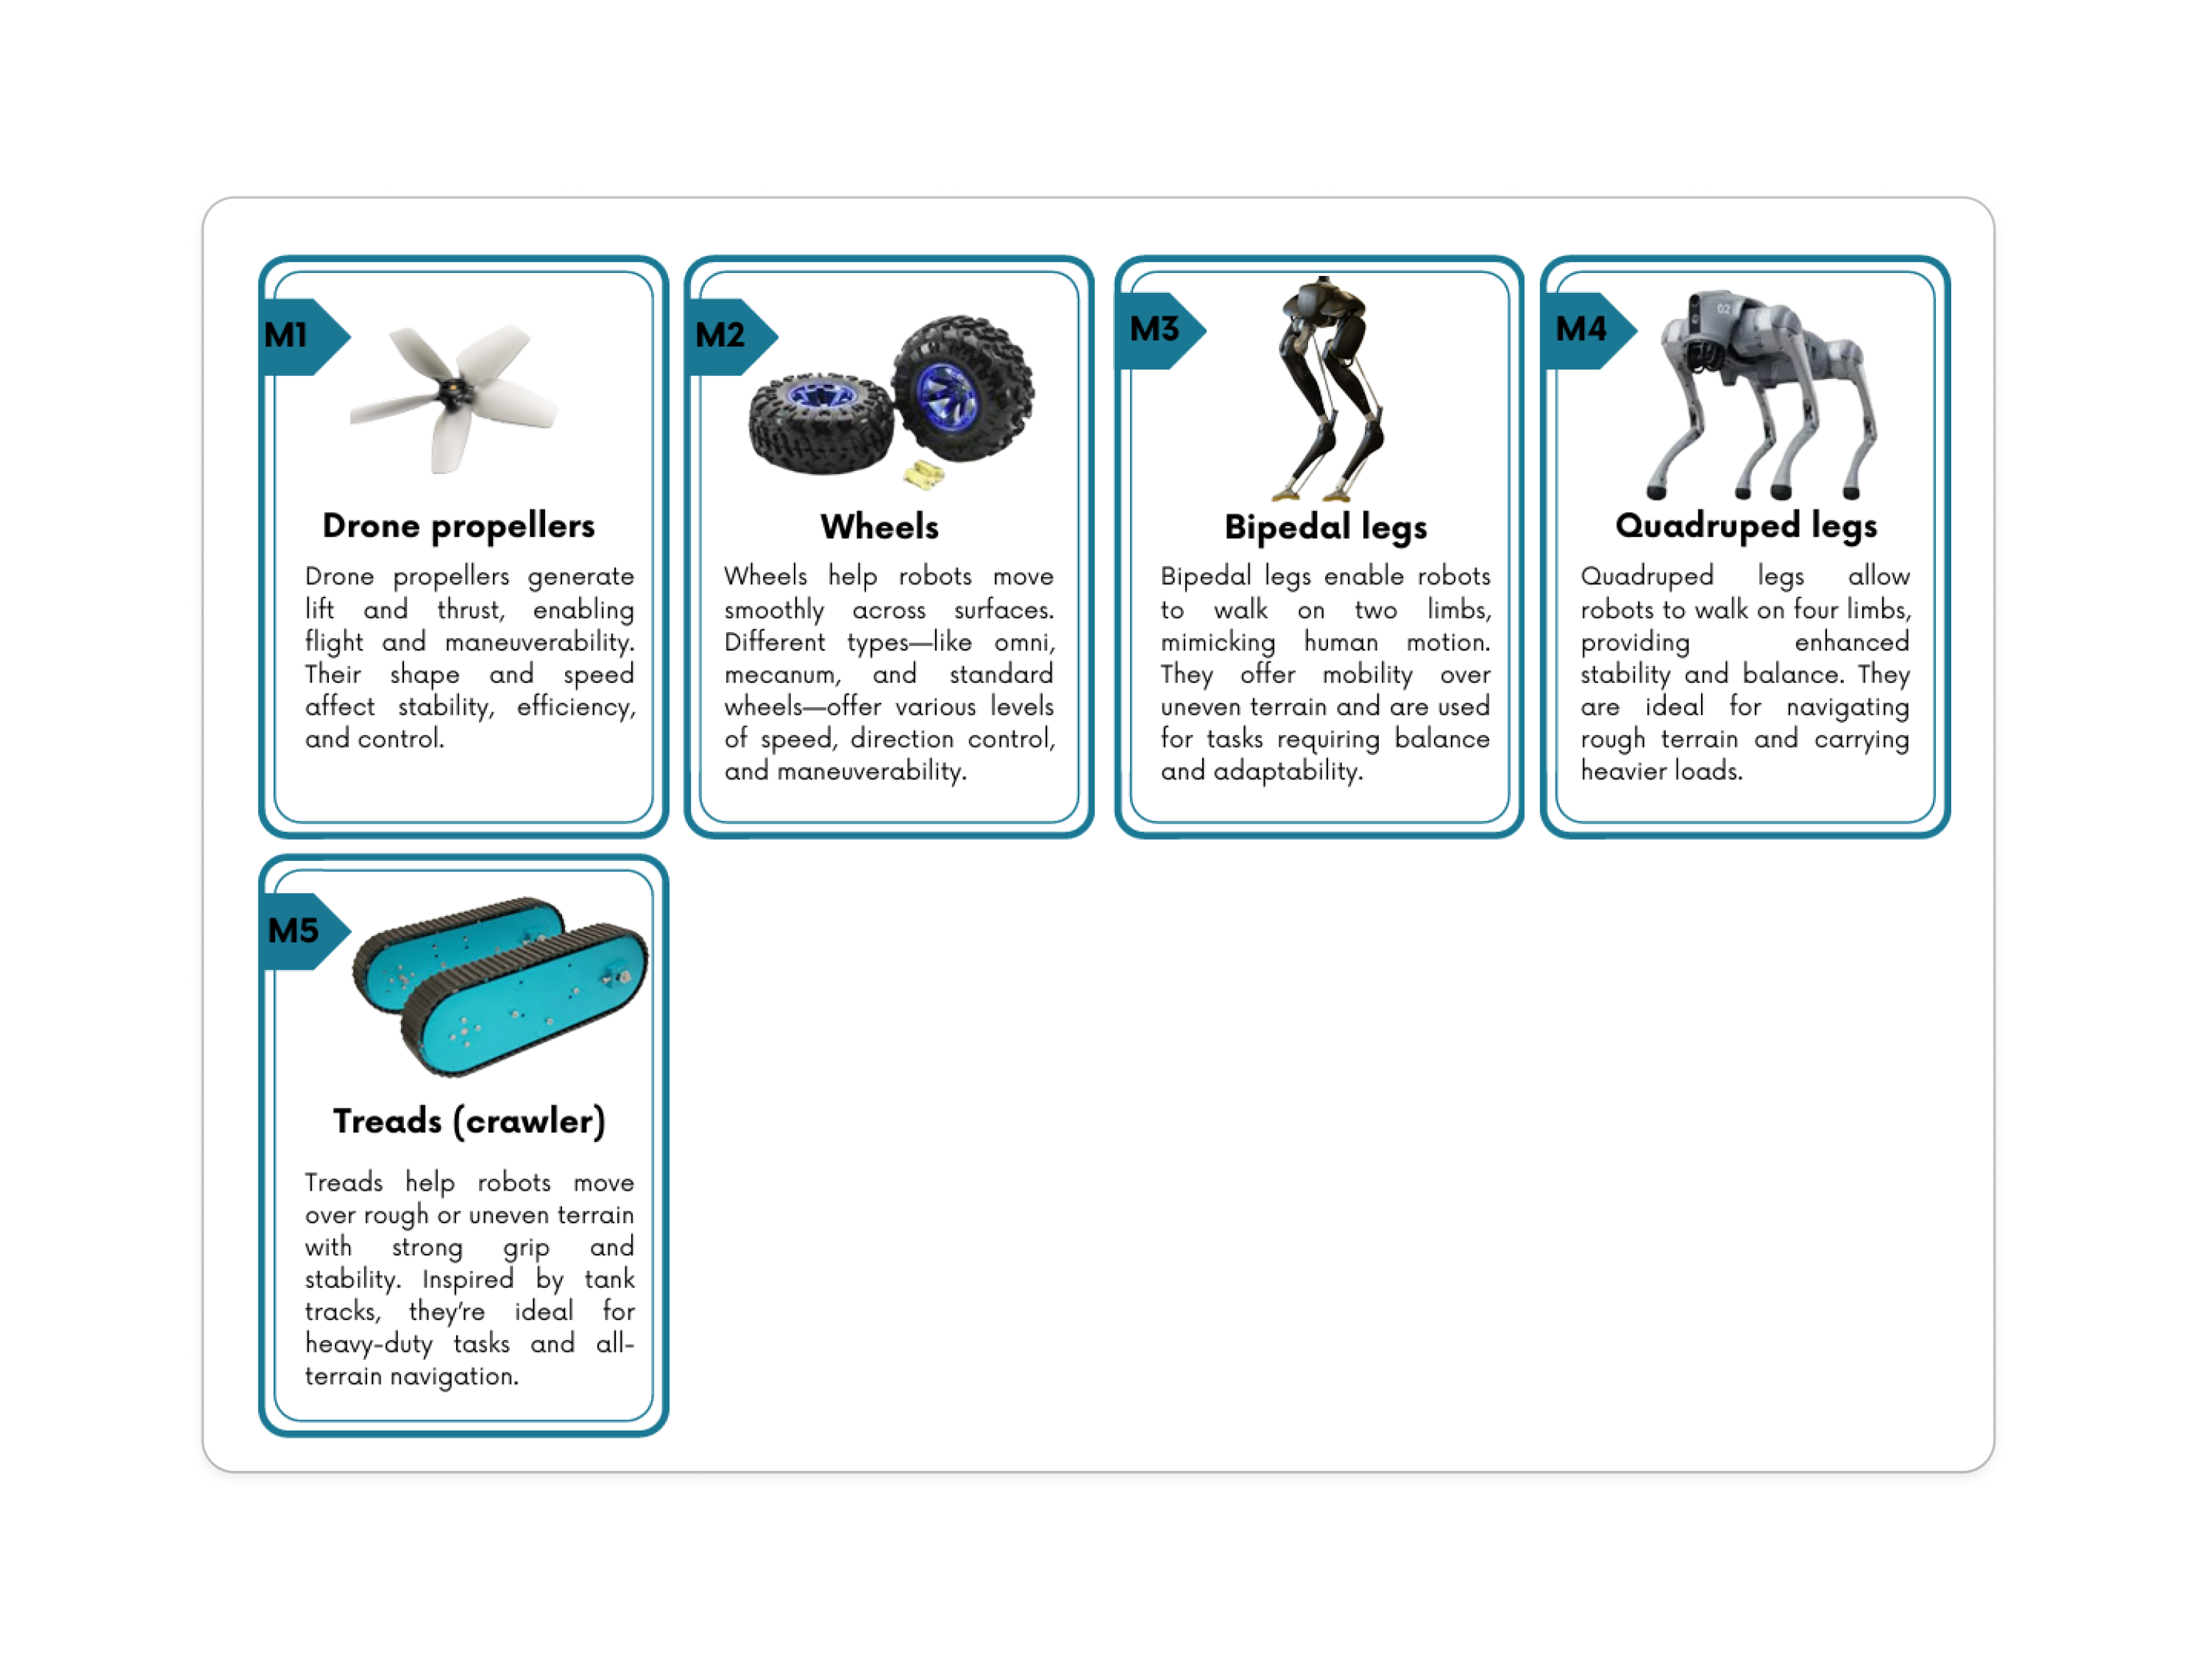 M1
Drone propellers
Drone propellers generate
lift and thrust, enabling
flight and maneuverability.
Their shape and speed
affect stability, efficiency,
and control.
M2
Wheels
Wheels help robots move
smoothly across surfaces.
Different types—like omni,
mecanum, and standard
wheels—offer various levels
of speed, direction control,
and maneuverability.
M3
Bipedal legs
Bipedal legs enable robots
to walk on two limbs,
mimicking human motion.
They offer mobility over
uneven terrain and are used
for tasks requiring balance
and adaptability.
M4
02
Quadruped legs
Quadruped legs allow
robots to walk on four limbs,
providing enhanced
stability and balance. They
are ideal for navigating
rough terrain and carrying
heavier loads.
M5
Treads (crawler)
Treads help robots move
over rough or uneven terrain
with strong grip and
stability. Inspired by tank
tracks, they're ideal for
heavy-duty tasks and all-
terrain navigation.